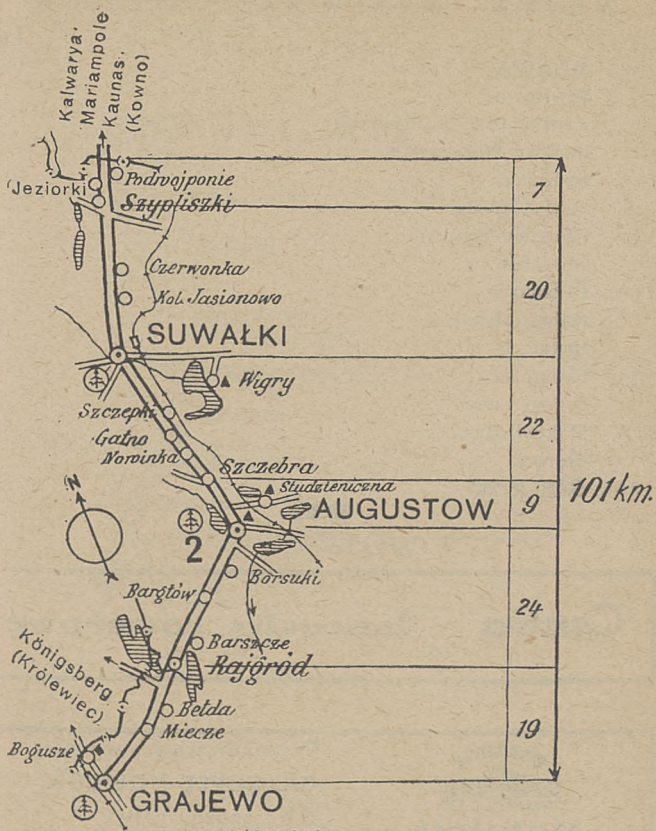 Kalwarya.
Mariampole
Kaunas.
(Kowno)
(Jeziorki
Podwojponie
Szypliszki
7
Czerwonka
Kol. Jasionowo
20
SUWAŁKI
Wigry
Szczepki
Gatno
Nowinka
22
Szczebra
Studzieniczna
AUGUSTOW
9
101 km.
N
2
Borsuki
Bargłów
24
Barszcze
Rajgród
Königsberg
(Królewiec)
Bełda
Miecze
19
Bogusze
GRAJEWO